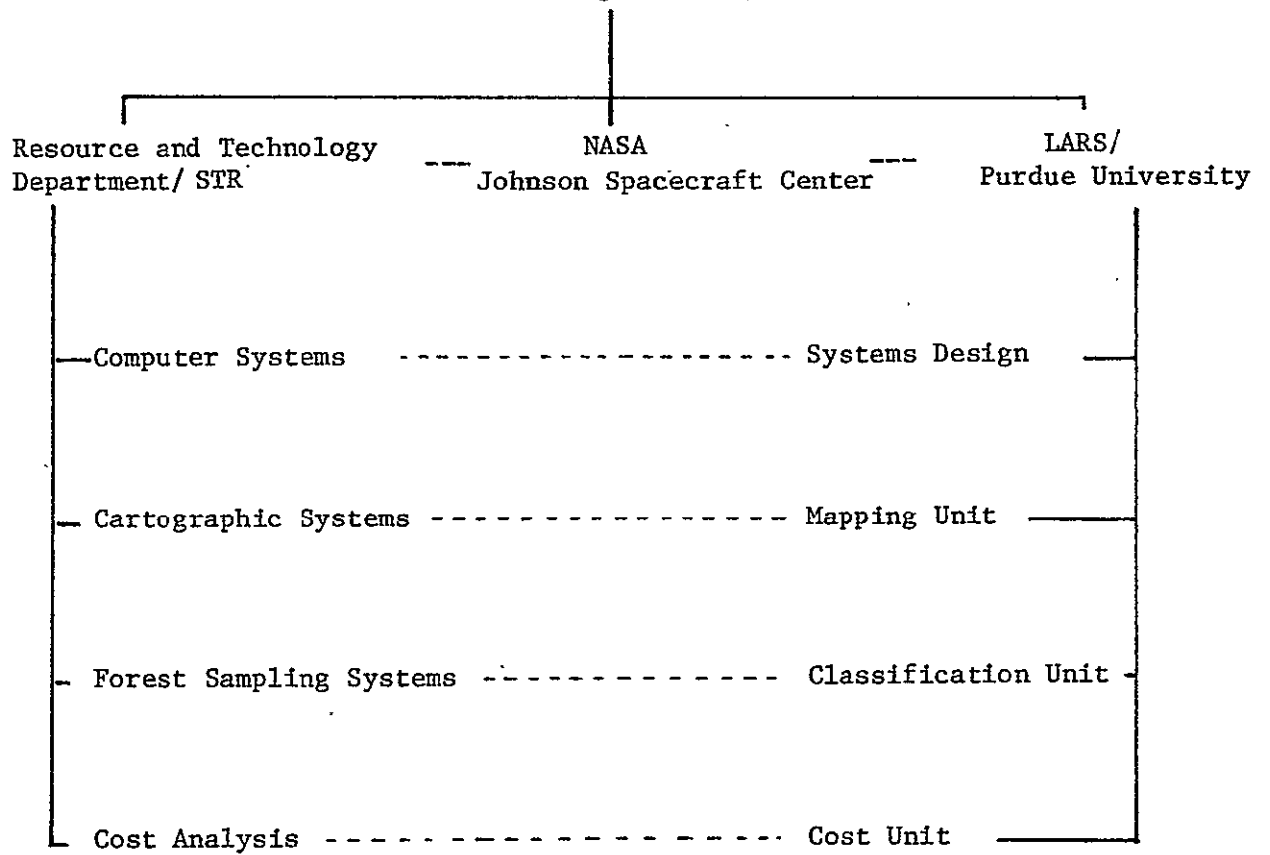 Resource and Technology
Department/ STR
NASA
Johnson Spacecraft Center
LARS/
Purdue University
Computer Systems
Systems Design
Cartographic Systems
Mapping Unit
Forest Sampling Systems
Classification Unit
Cost Analysis
Cost Unit